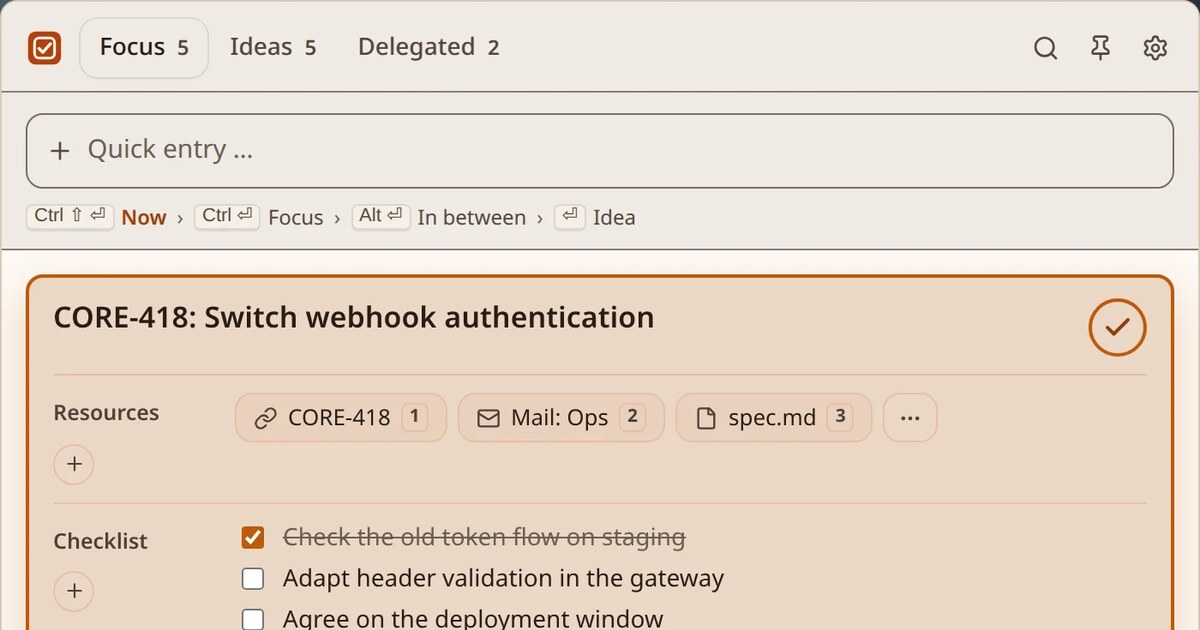 Focus 5 Ideas 5 Delegated 2
+ Quick entry ...
Ctrl ⇧ ⏎ Now › Ctrl ⏎ Focus › Alt ⏎ In between › ⏎ Idea
CORE-418: Switch webhook authentication
Resources CORE-418 1 Mail: Ops 2 spec.md 3 ...
+
Checklist Check the old token flow on staging
+ Adapt header validation in the gateway
Agree on the deployment window